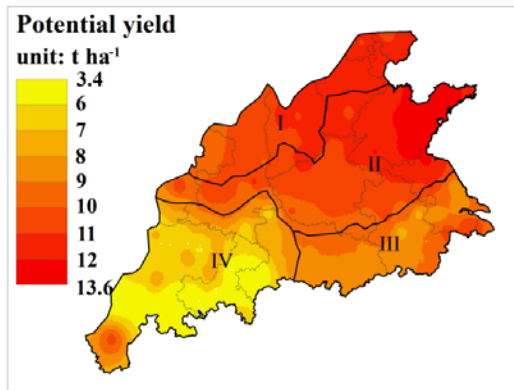 Potential yield
unit: t ha⁻¹
3.4
6
7
8
9
10
11
12
13.6
I
II
III
IV